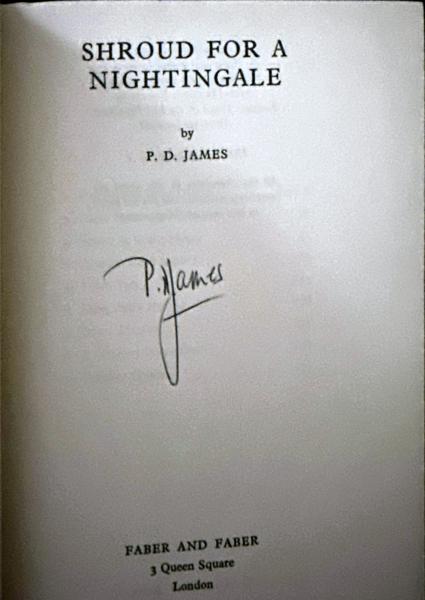 SHROUD FOR A
NIGHTINGALE
by
P. D. JAMES
P. D James
FABER AND FABER
3 Queen Square
London